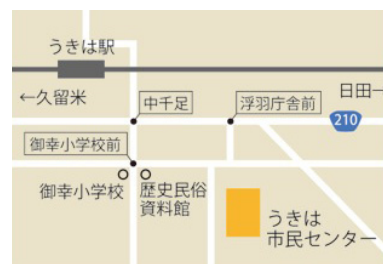 うきは駅
←久留米
日田
中千足
浮羽庁舎前
210
御幸小学校前
御幸小学校
歴史民俗
資料館
うきは
市民センター